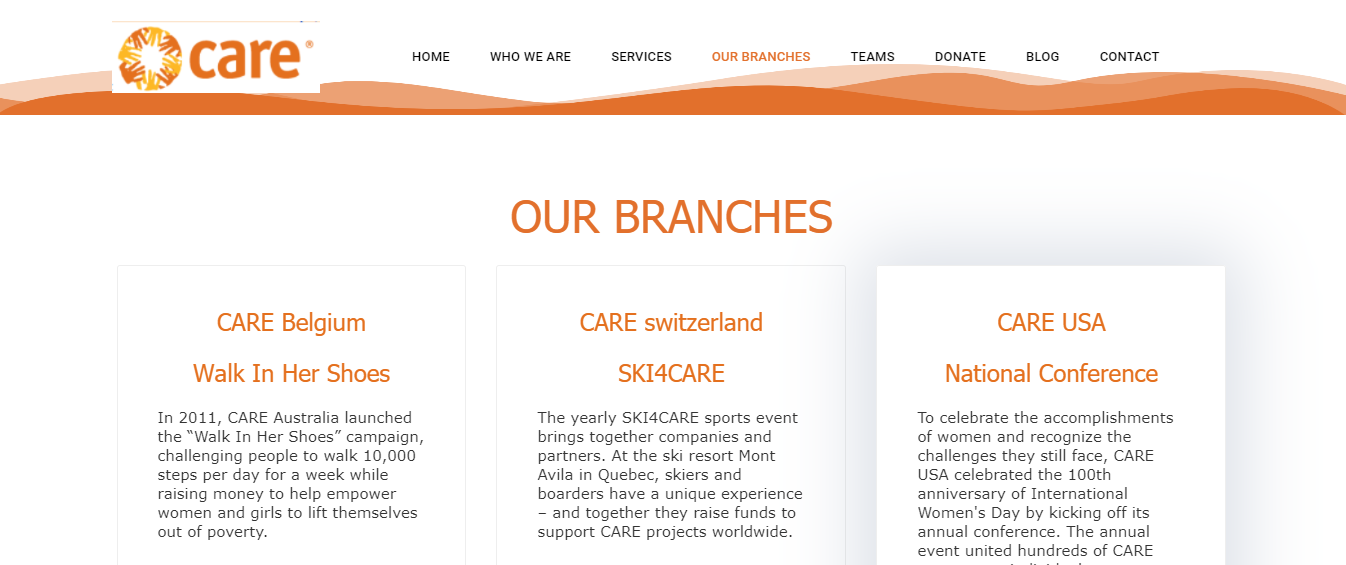 care®
HOME WHO WE ARE SERVICES OUR BRANCHES TEAMS DONATE BLOG CONTACT
OUR BRANCHES
CARE Belgium
Walk In Her Shoes
In 2011, CARE Australia launched
the “Walk In Her Shoes” campaign,
challenging people to walk 10,000
steps per day for a week while
raising money to help empower
women and girls to lift themselves
out of poverty.
CARE switzerland
SKI4CARE
The yearly SKI4CARE sports event
brings together companies and
partners. At the ski resort Mont
Avila in Quebec, skiers and
boarders have a unique experience
– and together they raise funds to
support CARE projects worldwide.
CARE USA
National Conference
To celebrate the accomplishments
of women and recognize the
challenges they still face, CARE
USA celebrated the 100th
anniversary of International
Women's Day by kicking off its
annual conference. The annual
event united hundreds of CARE